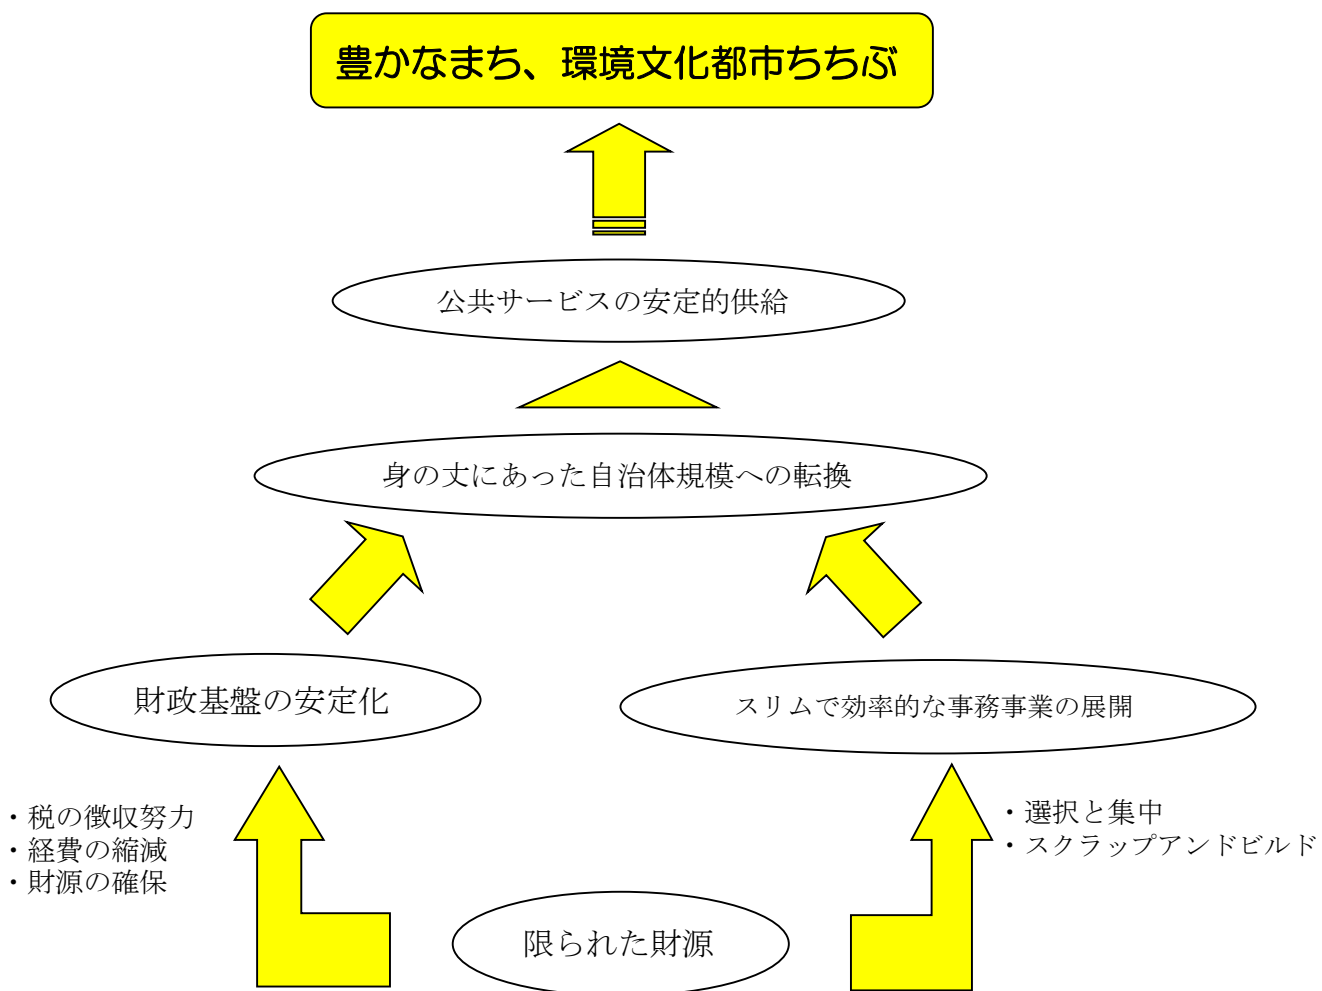 豊かなまち、環境文化都市ちちぶ
公共サービスの安定的供給
身の丈にあった自治体規模への転換
財政基盤の安定化
スリムで効率的な事務事業の展開
・税の徴収努力
・経費の縮減
・財源の確保
・選択と集中
・スクラップアンドビルド
限られた財源